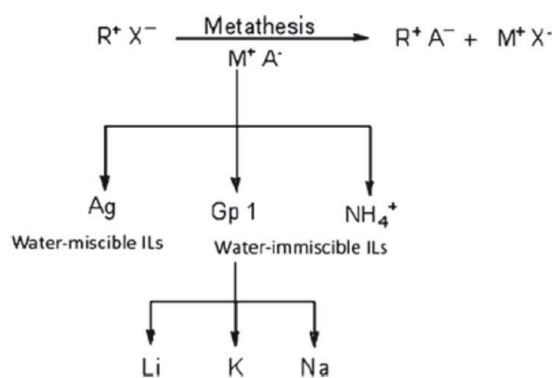 Metathesis
R⁺ X⁻ R⁺ A⁻ + M⁺ X⁻
M⁺ A⁻
Ag Gp 1 NH₄⁺
Water-miscible ILs Water-immiscible ILs
Li K Na